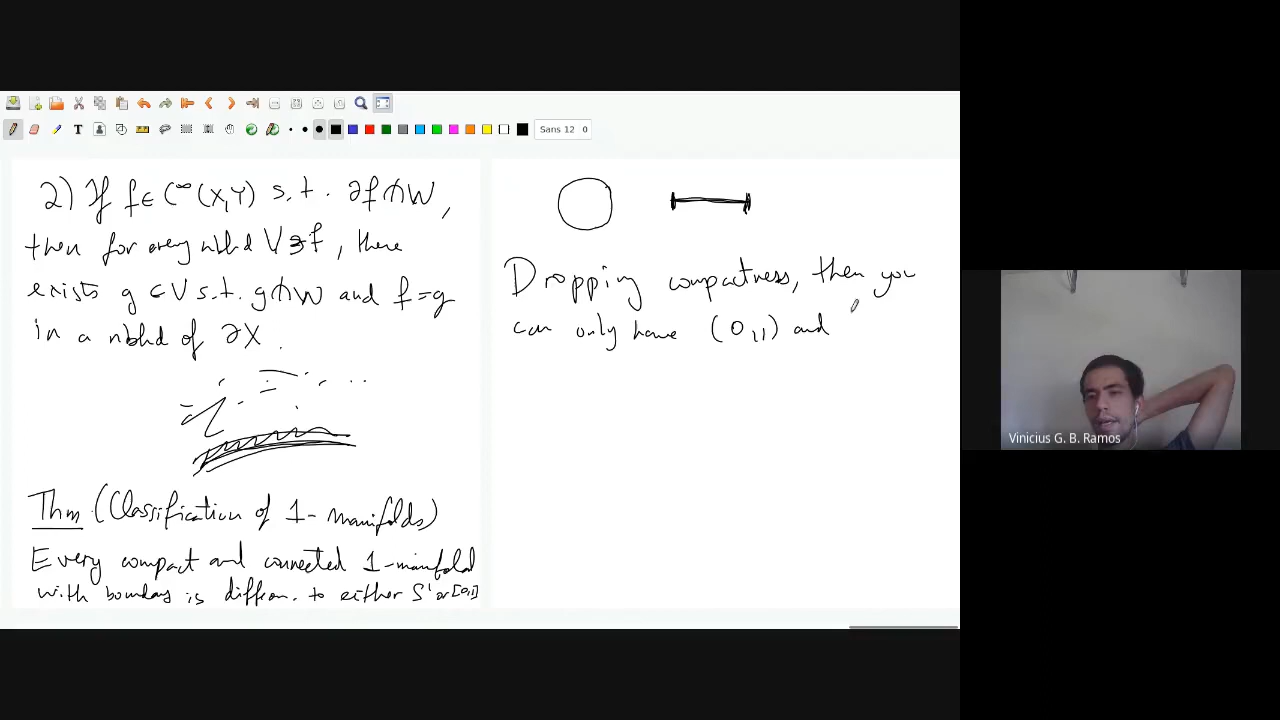 Sans 12 0
2) If f ∈ C^∞(X,Y) s.t. ∂f ⋔ W,
then for every nbhd V ∋ f, there
exists g ∈ V s.t. g ⋔ W and f = g
in a nbhd of ∂X.
Thm (Classification of 1-manifolds)
Every compact and connected 1-manifold
with boundary is diffeom. to either S¹ or [0,1]
Dropping compactness, then you
can only have (0,1) and
Vinicius G. B. Ramos